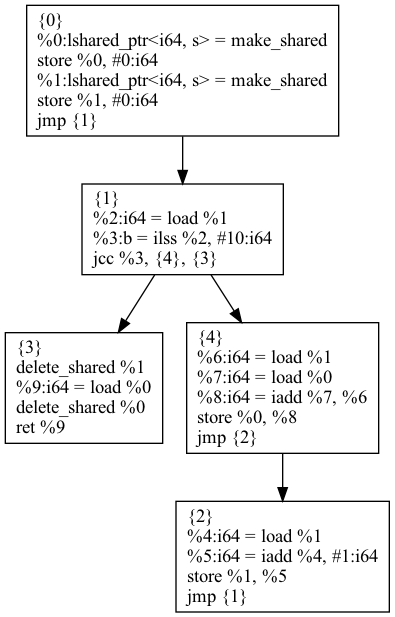 {0}
%0:lshared_ptr<i64, s> = make_shared
store %0, #0:i64
%1:lshared_ptr<i64, s> = make_shared
store %1, #0:i64
jmp {1}
{1}
%2:i64 = load %1
%3:b = ilss %2, #10:i64
jcc %3, {4}, {3}
{3}
delete_shared %1
%9:i64 = load %0
delete_shared %0
ret %9
{4}
%6:i64 = load %1
%7:i64 = load %0
%8:i64 = iadd %7, %6
store %0, %8
jmp {2}
{2}
%4:i64 = load %1
%5:i64 = iadd %4, #1:i64
store %1, %5
jmp {1}